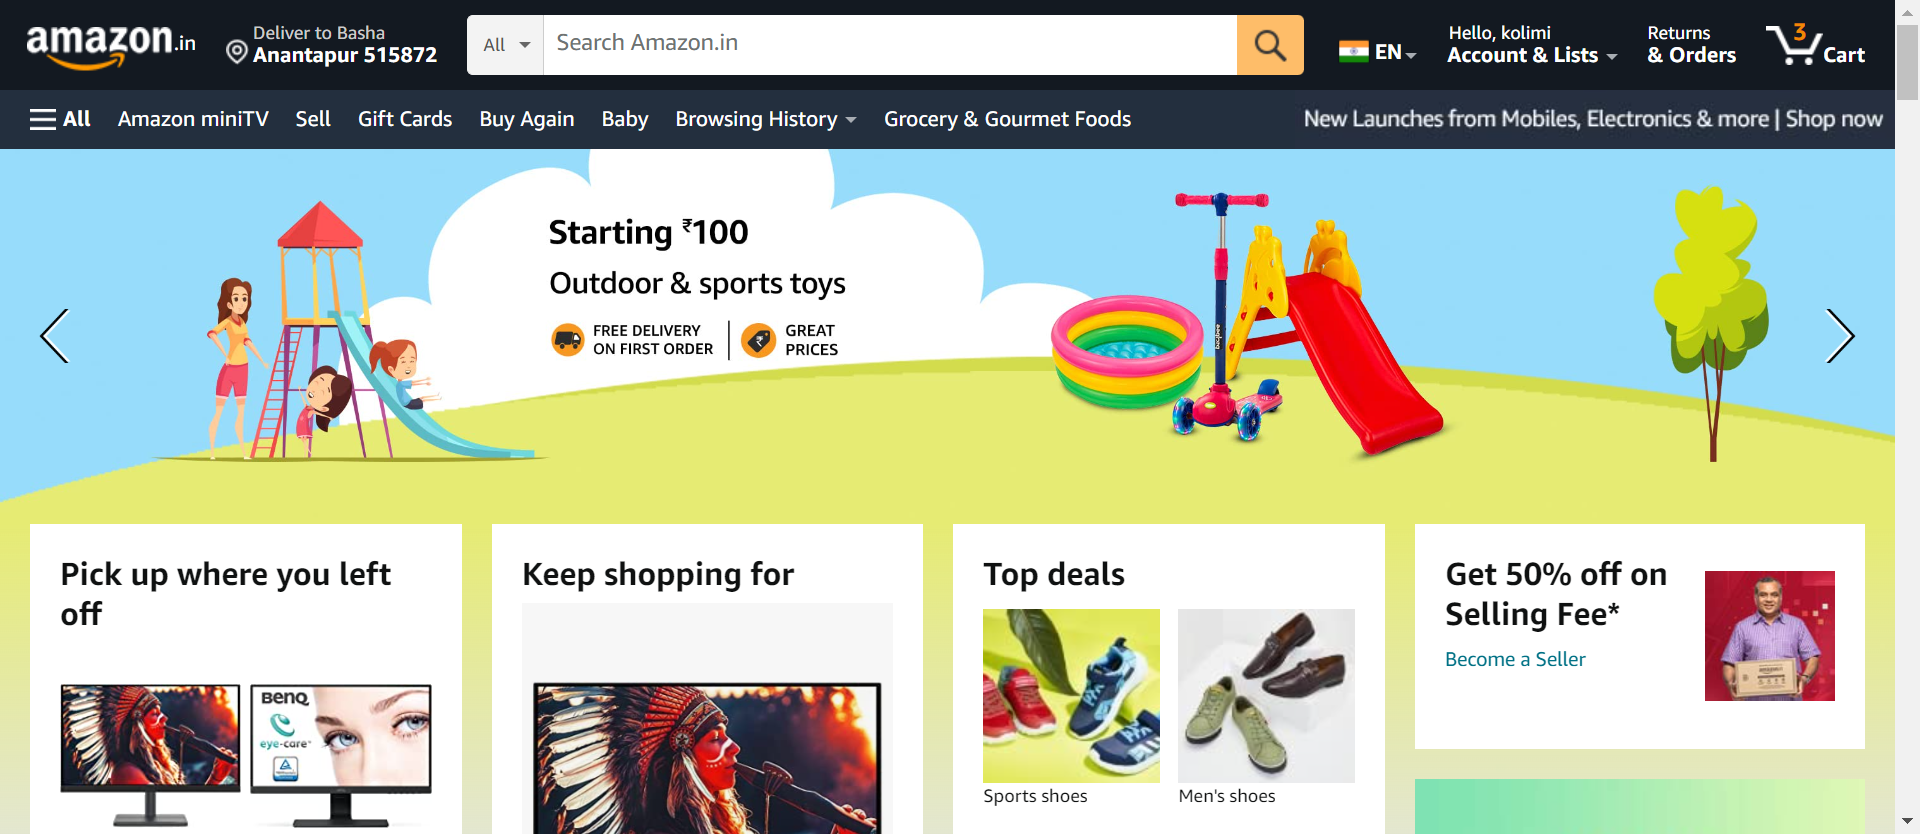 amazon.in
Deliver to Basha
Anantapur 515872
All
Search Amazon.in
EN
Hello, kolimi
Account & Lists
Returns
& Orders
3
Cart
All
Amazon miniTV
Sell
Gift Cards
Buy Again
Baby
Browsing History
Grocery & Gourmet Foods
New Launches from Mobiles, Electronics & more | Shop now
Starting ₹100
Outdoor & sports toys
FREE DELIVERY
ON FIRST ORDER
GREAT
PRICES
Pick up where you left
off
BenQ
eye-care™
Keep shopping for
Top deals
Sports shoes
Men's shoes
Get 50% off on
Selling Fee*
Become a Seller